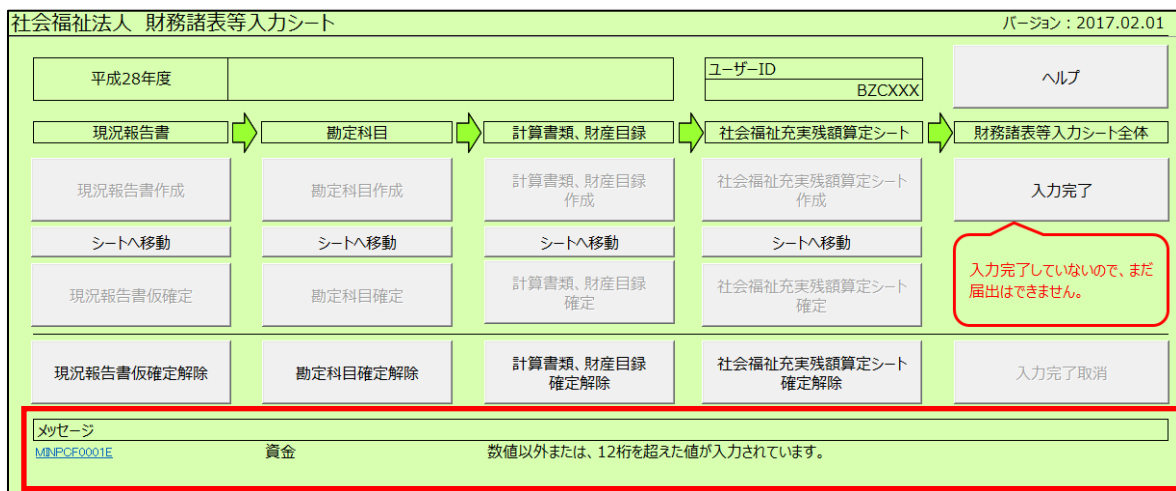 社会福祉法人 財務諸表等入力シート
バージョン：2017.02.01
平成28年度
ユーザーID
BZCXXX
ヘルプ
現況報告書
勘定科目
計算書類、財産目録
社会福祉充実残額算定シート
財務諸表等入力シート全体
現況報告書作成
勘定科目作成
計算書類、財産目録
作成
社会福祉充実残額算定シート
作成
入力完了
シートへ移動
シートへ移動
シートへ移動
シートへ移動
入力完了していないので、まだ
届出はできません。
現況報告書仮確定
勘定科目確定
計算書類、財産目録
確定
社会福祉充実残額算定シート
確定
現況報告書仮確定解除
勘定科目確定解除
計算書類、財産目録
確定解除
社会福祉充実残額算定シート
確定解除
入力完了取消
メッセージ
MINPCF0001E
資金
数値以外または、12桁を超えた値が入力されています。